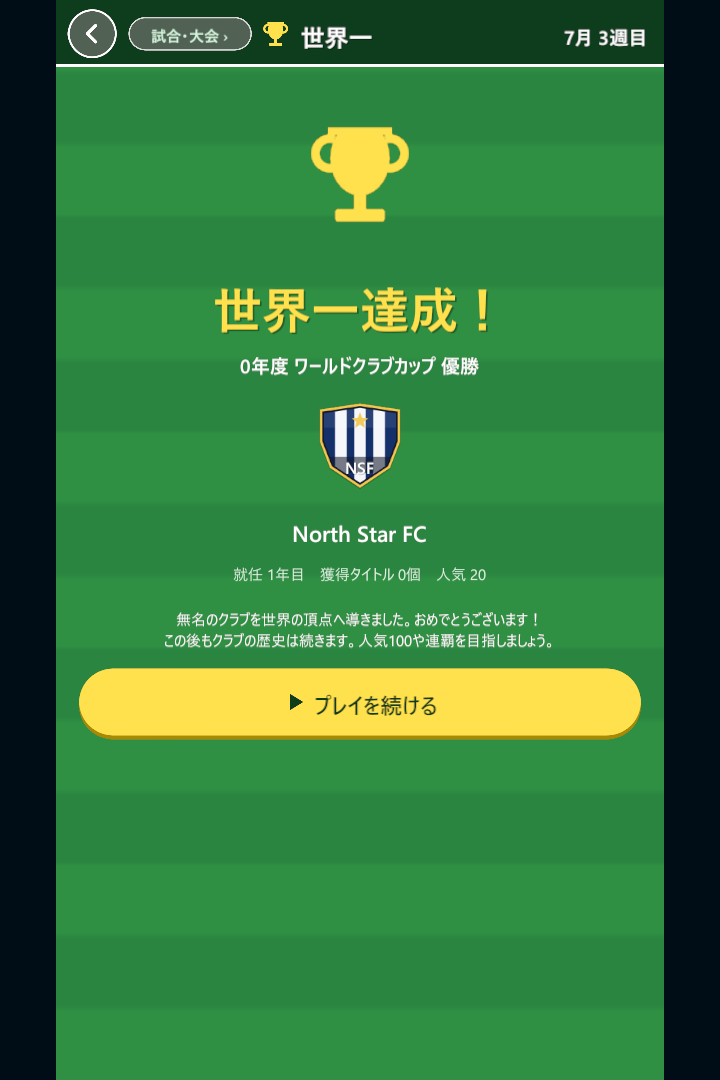 試合・大会 ›
世界一
7月 3週目
世界一達成！
0年度 ワールドクラブカップ 優勝
NSF
North Star FC
就任 1年目　獲得タイトル 0個　人気 20
無名のクラブを世界の頂点へ導きました。おめでとうございます！
この後もクラブの歴史は続きます。人気100や連覇を目指しましょう。
プレイを続ける